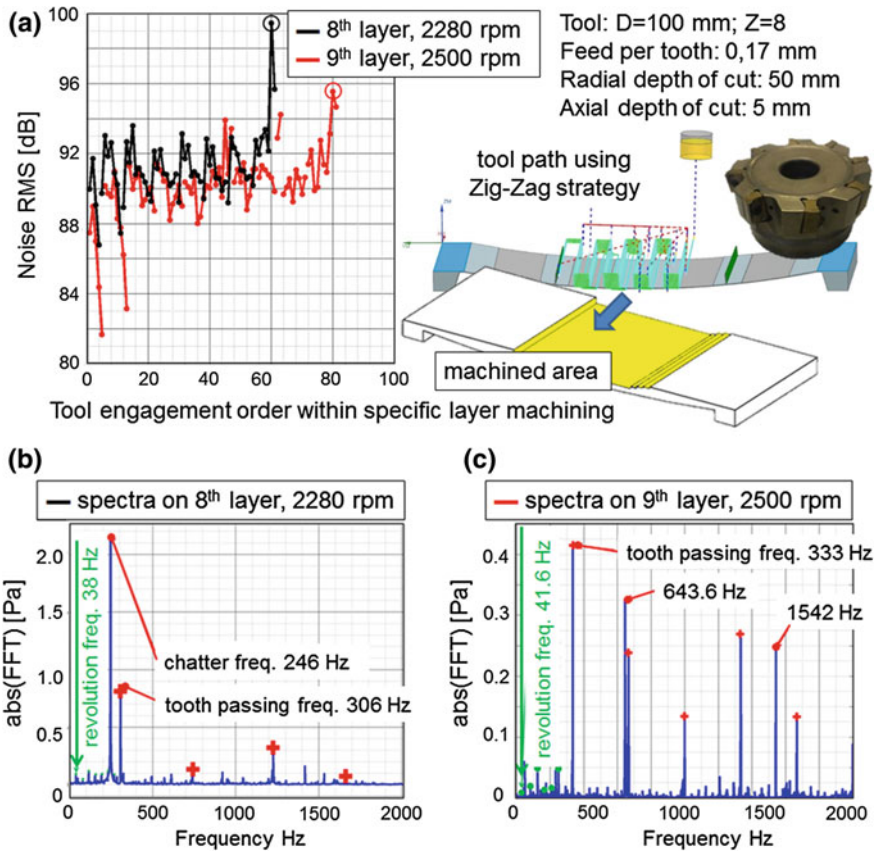 (a)
100
96
92
88
84
80
Noise RMS [dB]
0
20
40
60
80
100
Tool engagement order within specific layer machining
8th layer, 2280 rpm
9th layer, 2500 rpm
Tool: D=100 mm; Z=8
Feed per tooth: 0,17 mm
Radial depth of cut: 50 mm
Axial depth of cut: 5 mm
tool path using
Zig-Zag strategy
machined area
(b)
spectra on 8th layer, 2280 rpm
2.0
1.5
1.0
0.5
0
abs(FFT) [Pa]
revolution freq. 38 Hz
chatter freq. 246 Hz
tooth passing freq. 306 Hz
0
500
1000
1500
2000
Frequency Hz
(c)
spectra on 9th layer, 2500 rpm
0.4
0.3
0.2
0.1
0
abs(FFT) [Pa]
revolution freq. 41.6 Hz
tooth passing freq. 333 Hz
643.6 Hz
1542 Hz
0
500
1000
1500
2000
Frequency Hz